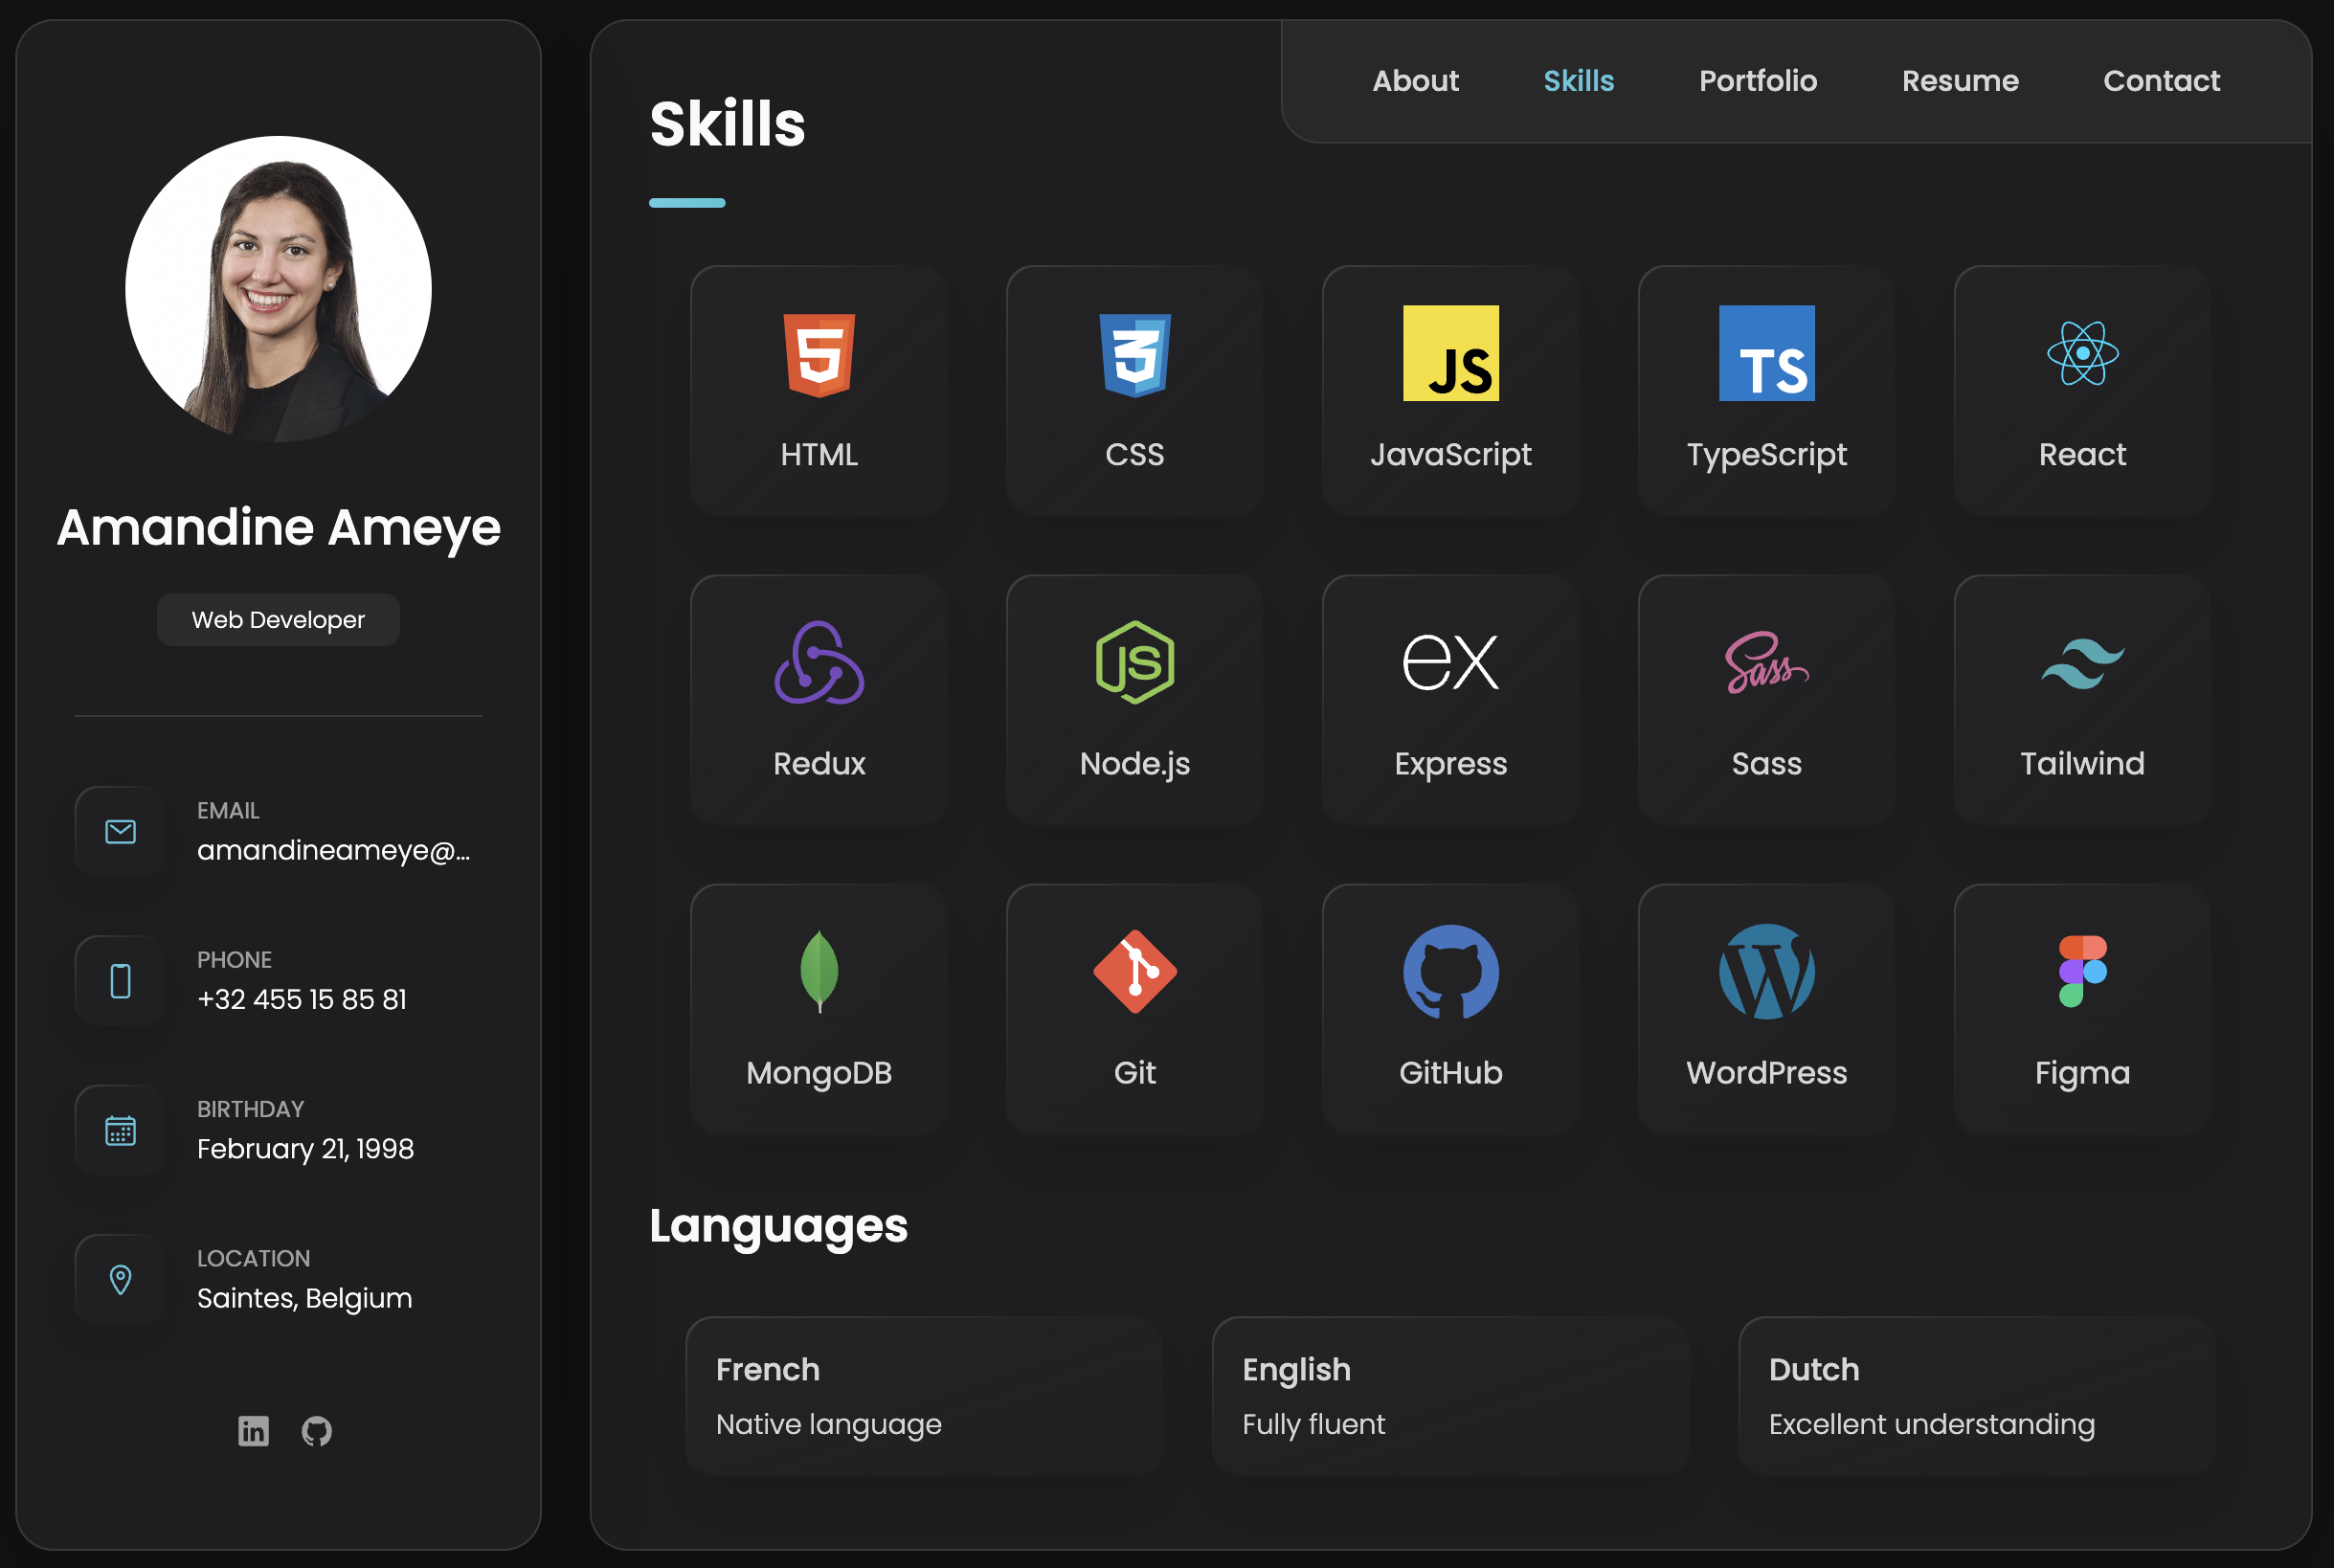 Amandine Ameye
Web Developer
EMAIL
amandineameye@...
PHONE
+32 455 15 85 81
BIRTHDAY
February 21, 1998
LOCATION
Saintes, Belgium
in
About Skills Portfolio Resume Contact
Skills
5
3
JS
TS
HTML
CSS
JavaScript
TypeScript
React
JS
ex
Sass
Redux
Node.js
Express
Sass
Tailwind
W
MongoDB
Git
GitHub
WordPress
Figma
Languages
French
Native language
English
Fully fluent
Dutch
Excellent understanding